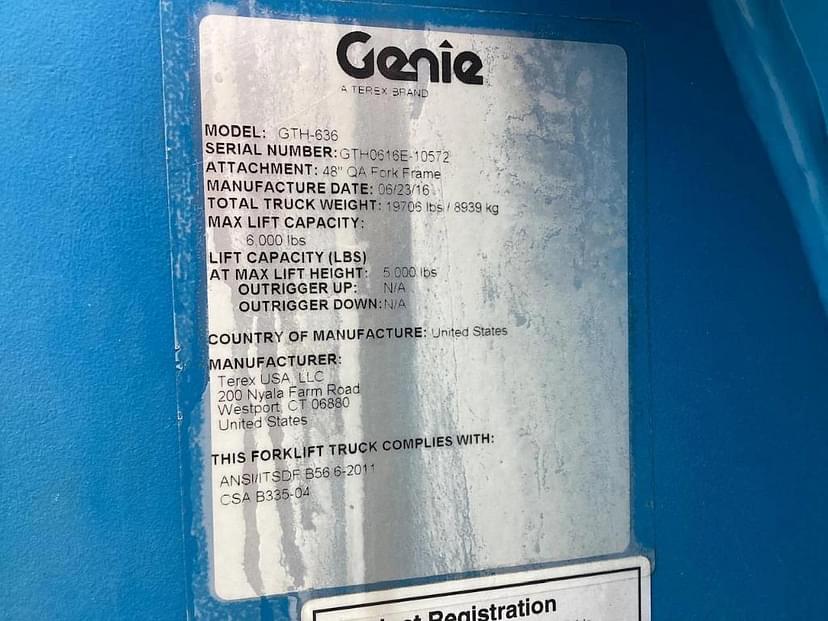 Genie
A TEREX BRAND
MODEL: GTH-636
SERIAL NUMBER: GTH0616E-10572
ATTACHMENT: 48" QA Fork Frame
MANUFACTURE DATE: 06/23/16
TOTAL TRUCK WEIGHT: 19706 lbs / 8939 kg
MAX LIFT CAPACITY:
6,000 lbs
LIFT CAPACITY (LBS)
AT MAX LIFT HEIGHT: 5,000 lbs
OUTRIGGER UP: N/A
OUTRIGGER DOWN: N/A
COUNTRY OF MANUFACTURE: United States
MANUFACTURER:
Terex USA, LLC
200 Nyala Farm Road
Westport, CT 06880
United States
THIS FORKLIFT TRUCK COMPLIES WITH:
ANSI/ITSDF B56.6-2011
CSA B335-04
Registration